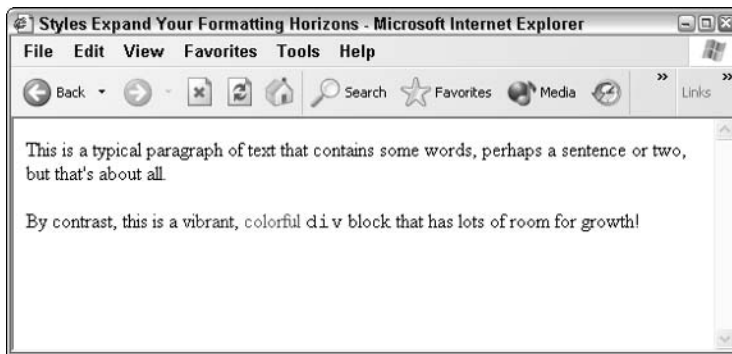 Styles Expand Your Formatting Horizons - Microsoft Internet Explorer
File Edit View Favorites Tools Help
Back Search Favorites Media Links
This is a typical paragraph of text that contains some words, perhaps a sentence or two,
but that's about all.
By contrast, this is a vibrant, colorful div block that has lots of room for growth!